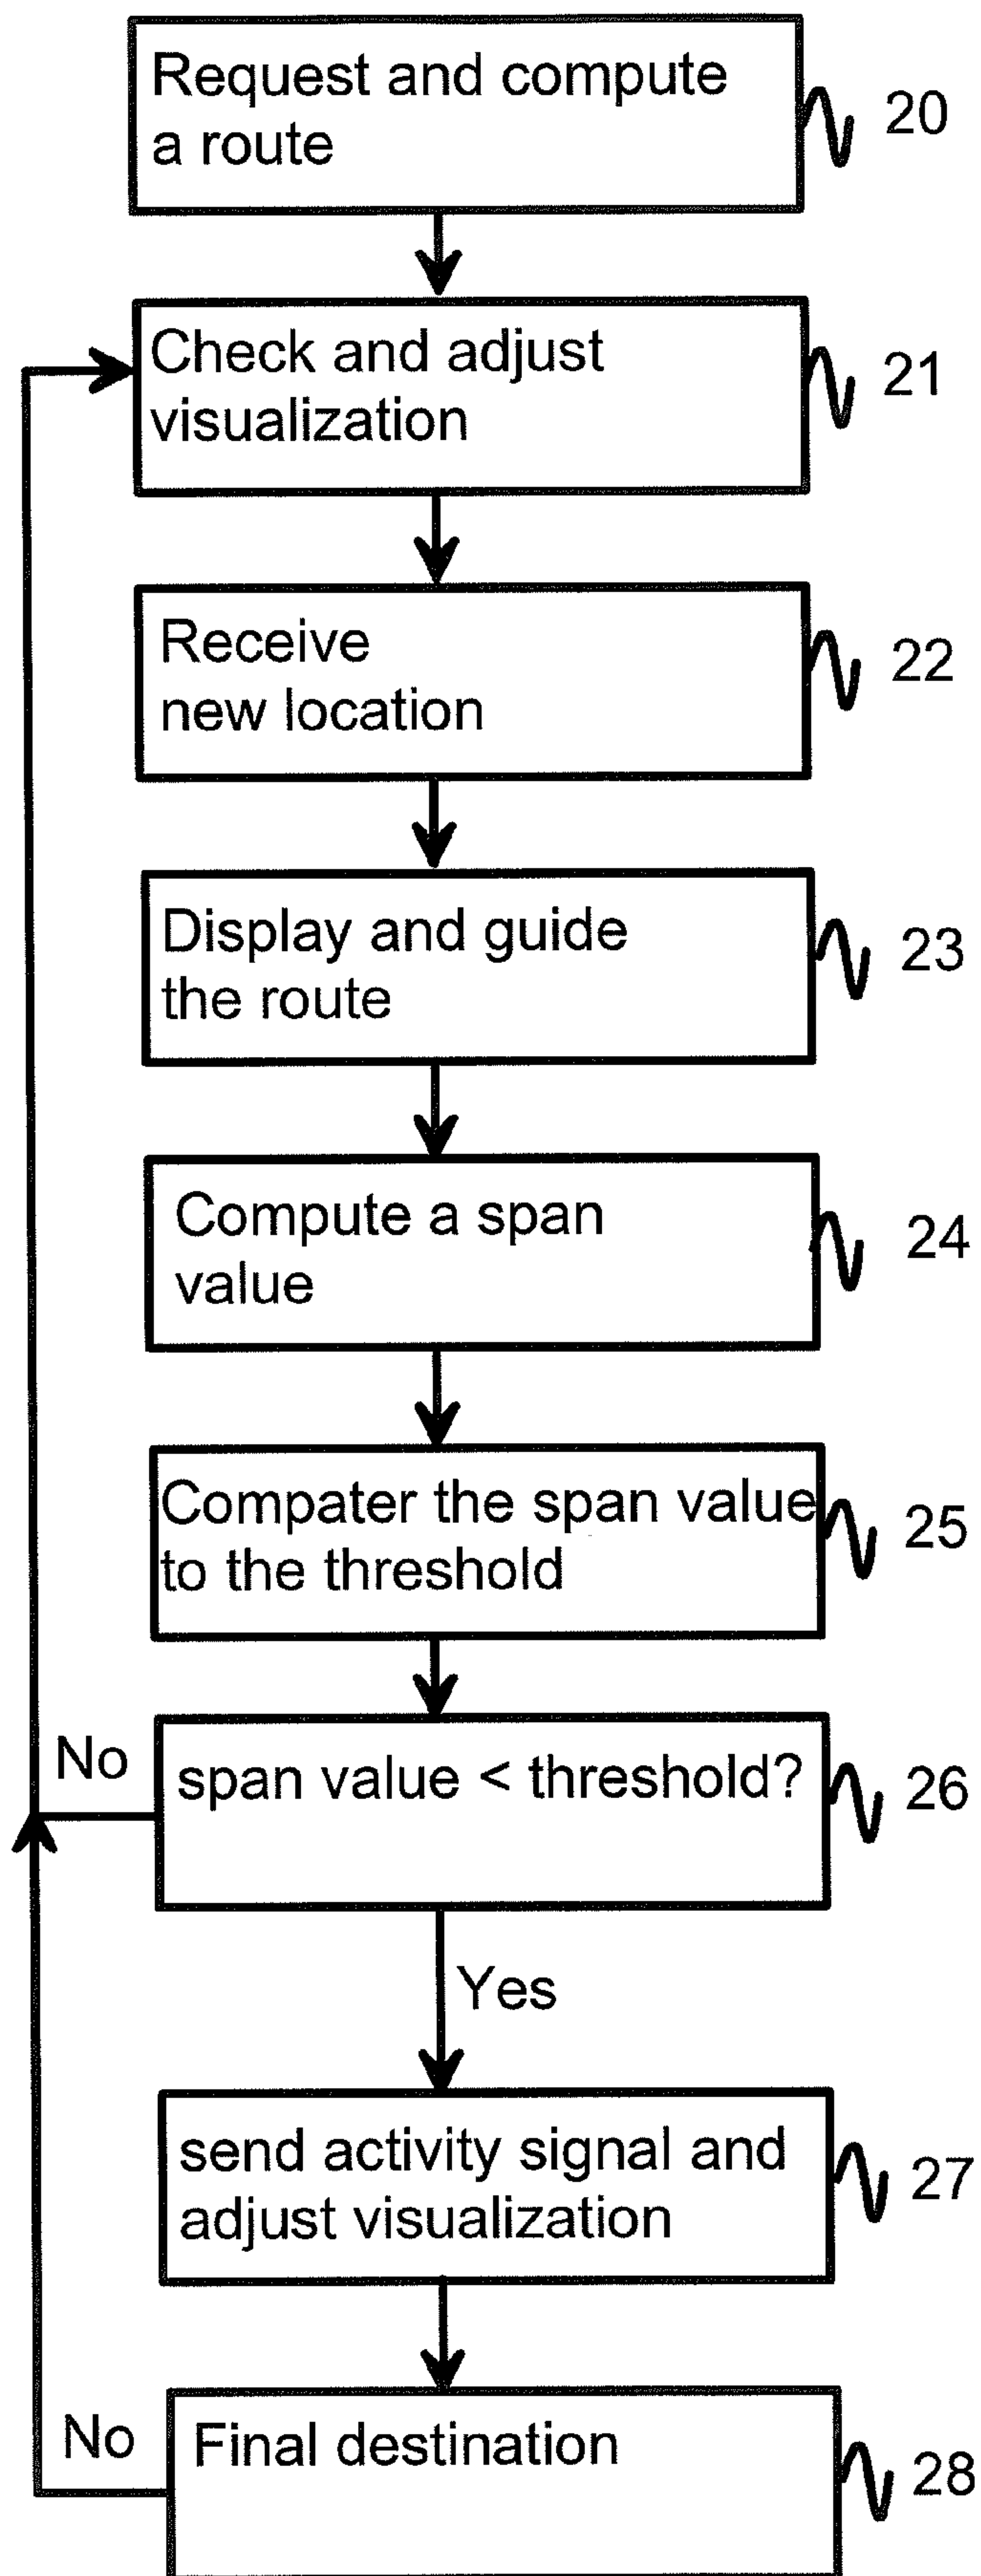 Request and compute
a route
20
Check and adjust
visualization
21
Receive
new location
22
Display and guide
the route
23
Compute a span
value
24
Compater the span value
to the threshold
25
No
span value < threshold?
26
Yes
send activity signal and
adjust visualization
27
No
Final destination
28